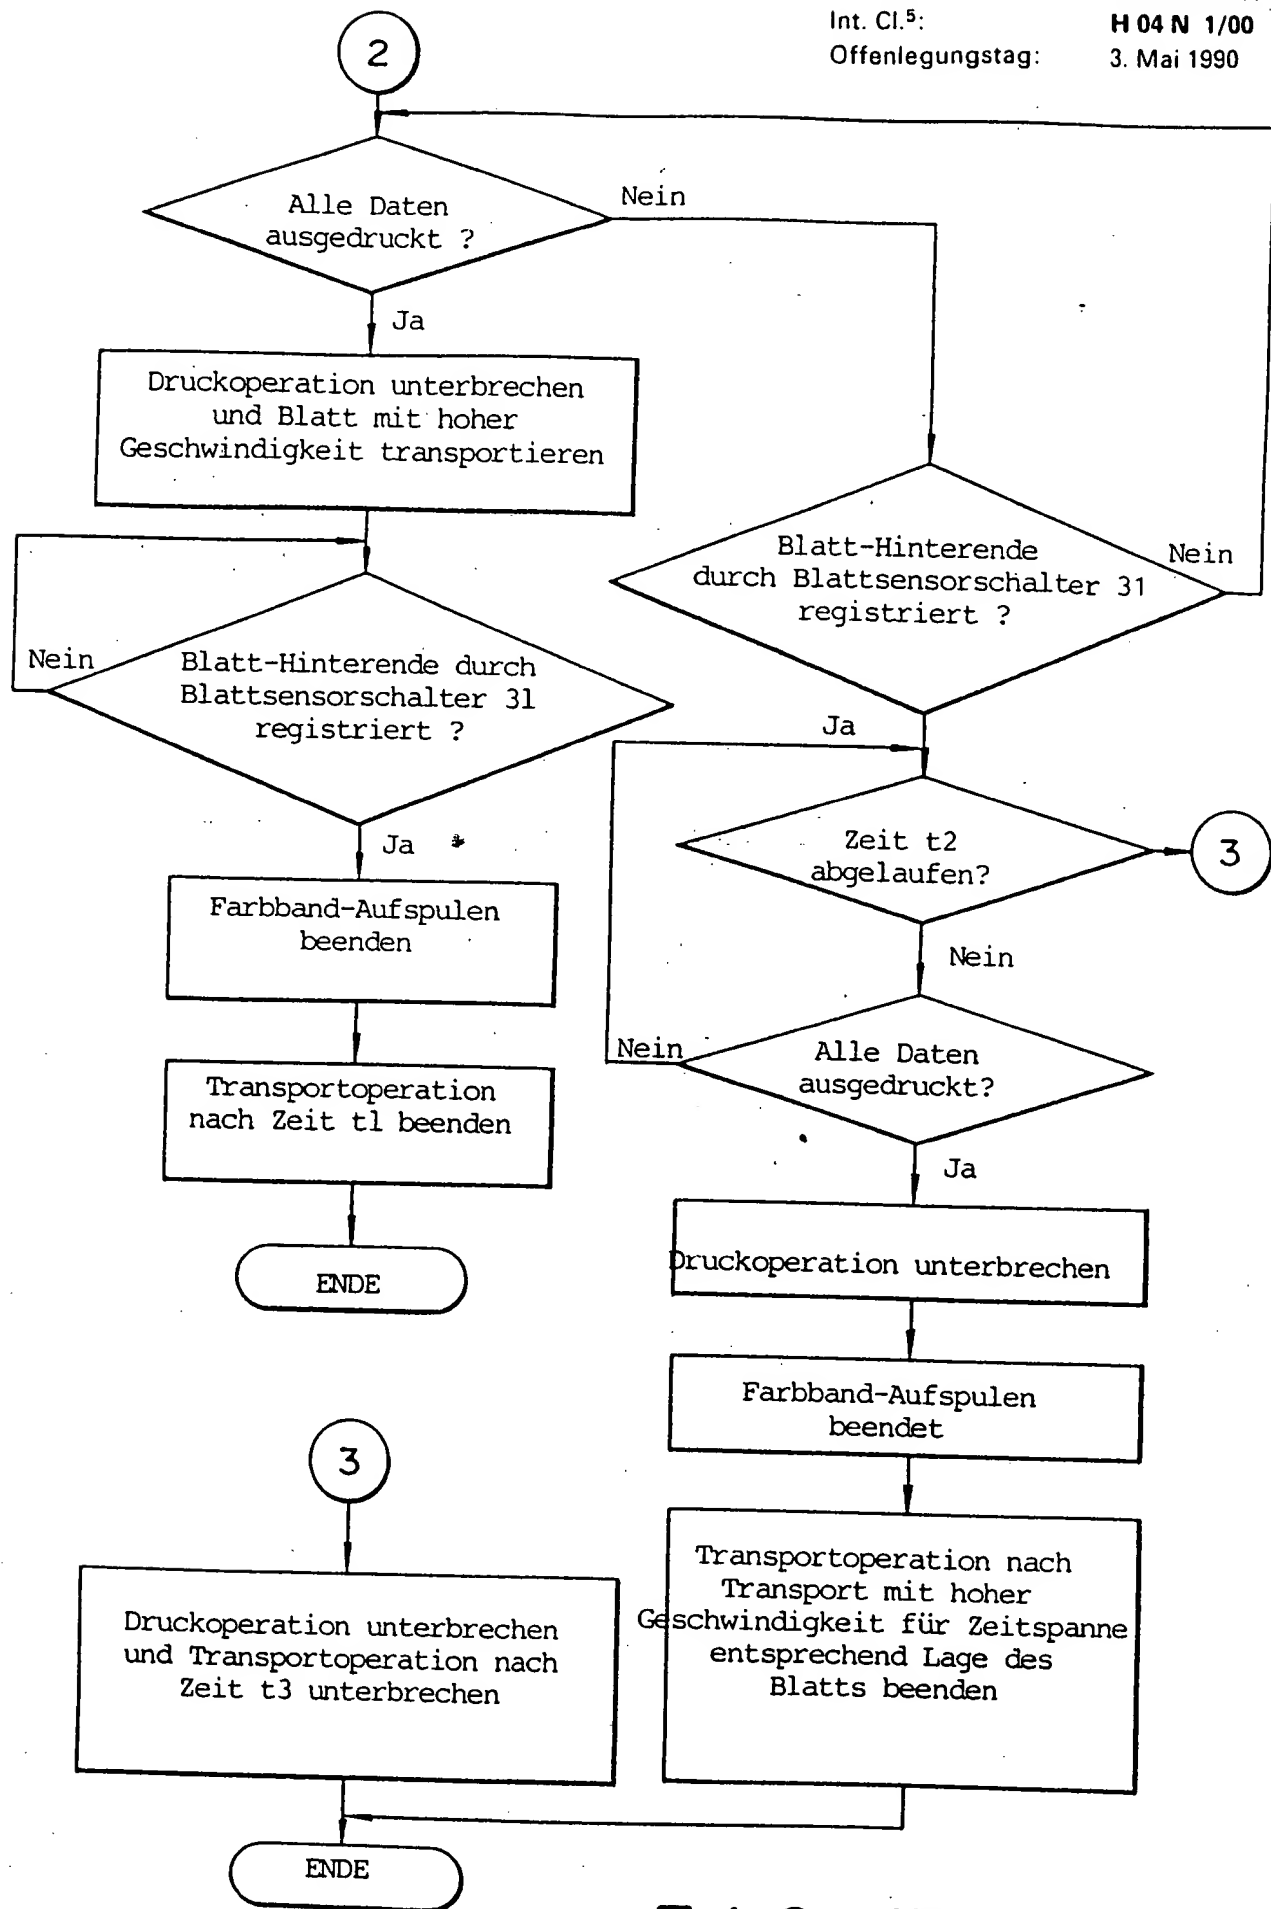 Int. Cl.⁵: H 04 N 1/00
Offenlegungstag: 3. Mai 1990
2
Alle Daten
ausgedruckt ?
Nein
Ja
Druckoperation unterbrechen
und Blatt mit hoher
Geschwindigkeit transportieren
Blatt-Hinterende durch
Blattsensorschalter 31
registriert ?
Nein
Ja
Farbband-Aufspulen
beenden
Transportoperation
nach Zeit t1 beenden
ENDE
Blatt-Hinterende
durch Blattsensorschalter 31
registriert ?
Nein
Ja
Zeit t2
abgelaufen?
3
Nein
Alle Daten
ausgedruckt?
Nein
Ja
Druckoperation unterbrechen
Farbband-Aufspulen
beendet
Transportoperation nach
Transport mit hoher
Geschwindigkeit für Zeitspanne
entsprechend Lage des
Blatts beenden
3
Druckoperation unterbrechen
und Transportoperation nach
Zeit t3 unterbrechen
ENDE